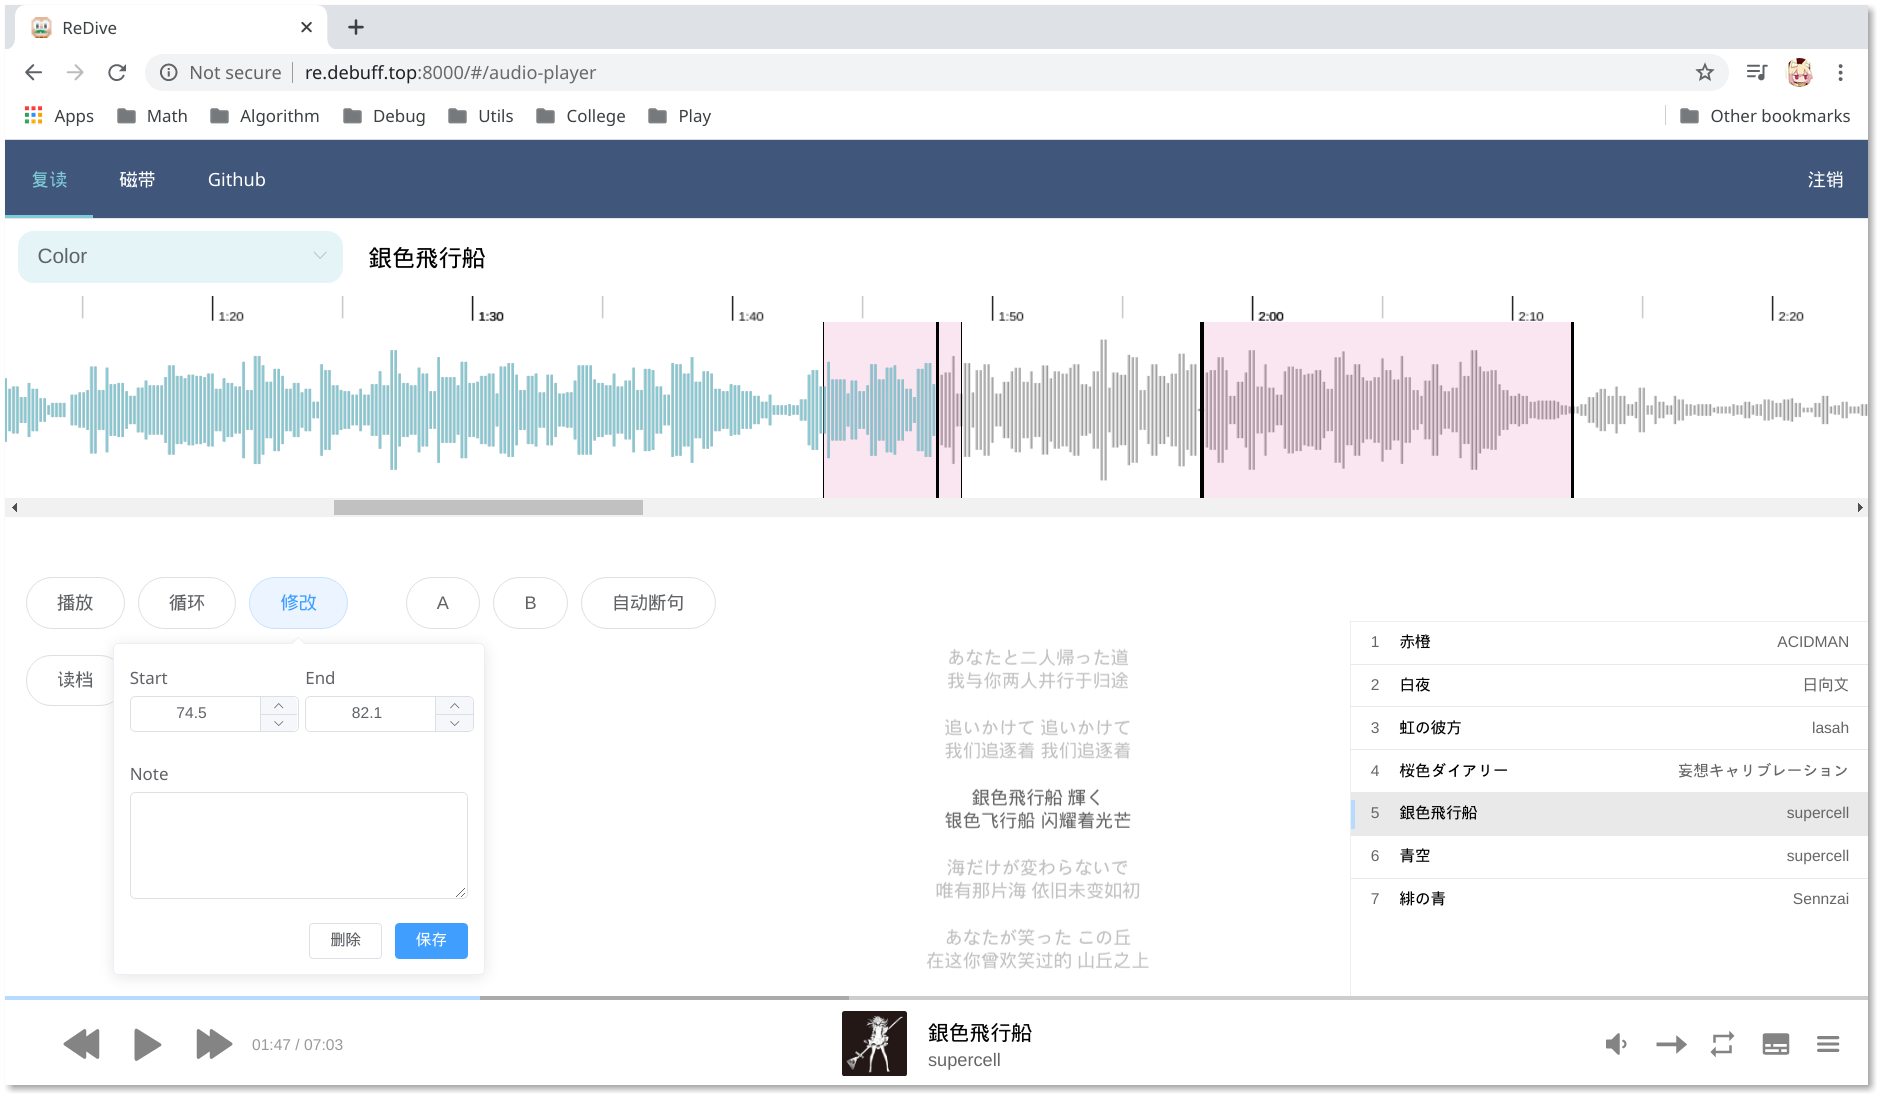 ReDive
Not secure
re.debuff.top:8000/#/audio-player
Apps
Math
Algorithm
Debug
Utils
College
Play
Other bookmarks
复读
磁带
Github
注销
Color
銀色飛行船
1:20
1:30
1:40
1:50
2:00
2:10
2:20
播放
循环
修改
A
B
自动断句
读档
Start
End
74.5
82.1
Note
删除
保存
あなたと二人帰った道
我与你两人并行于归途
追いかけて 追いかけて
我们追逐着 我们追逐着
銀色飛行船 輝く
银色飞行船 闪耀着光芒
海だけが変わらないで
唯有那片海 依旧未变如初
あなたが笑った この丘
在这你曾欢笑过的 山丘之上
1 赤橙 ACIDMAN
2 白夜 日向文
3 虹の彼方 lasah
4 桜色ダイアリー 妄想キャリブレーション
5 銀色飛行船 supercell
6 青空 supercell
7 緋の青 Sennzai
01:47 / 07:03
銀色飛行船
supercell